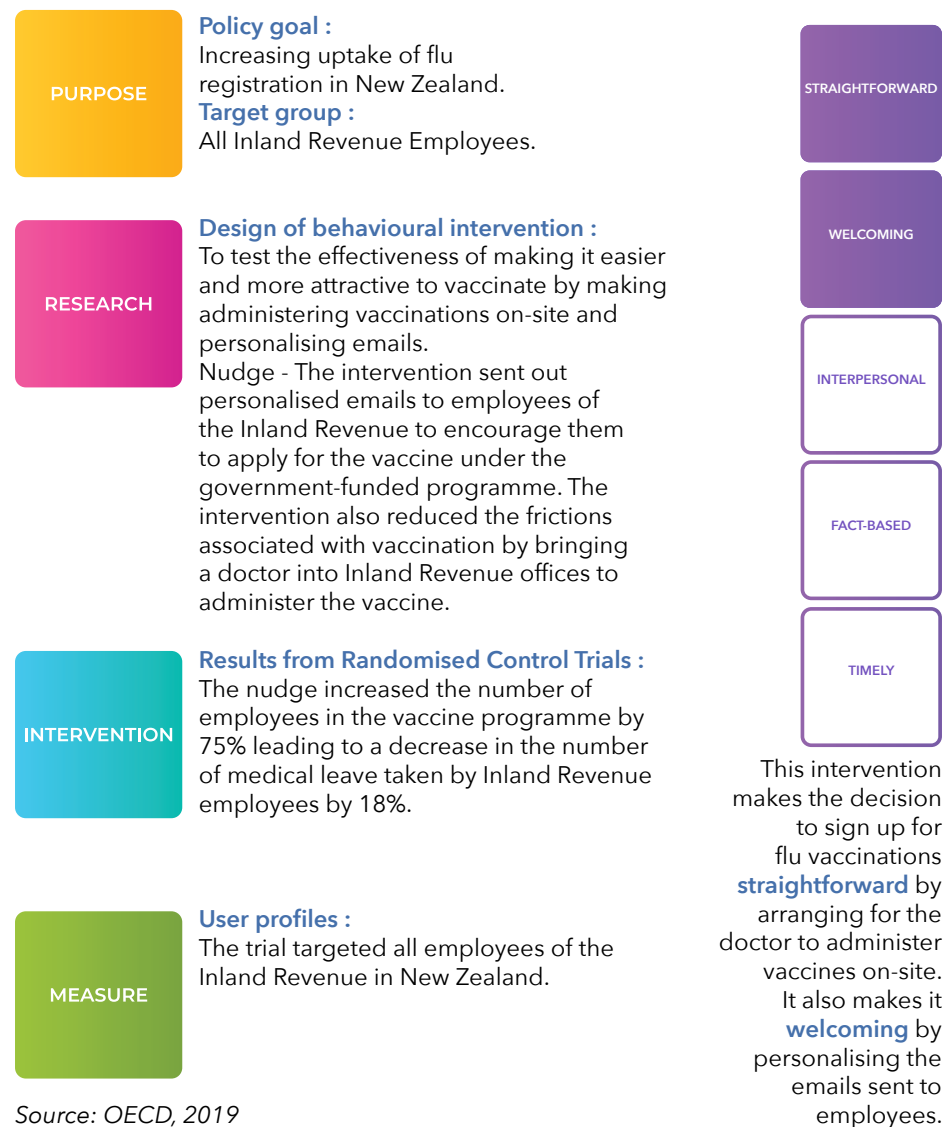 PURPOSE
Policy goal :
Increasing uptake of flu
registration in New Zealand.
Target group :
All Inland Revenue Employees.
RESEARCH
Design of behavioural intervention :
To test the effectiveness of making it easier
and more attractive to vaccinate by making
administering vaccinations on-site and
personalising emails.
Nudge - The intervention sent out
personalised emails to employees of
the Inland Revenue to encourage them
to apply for the vaccine under the
government-funded programme. The
intervention also reduced the frictions
associated with vaccination by bringing
a doctor into Inland Revenue offices to
administer the vaccine.
INTERVENTION
Results from Randomised Control Trials :
The nudge increased the number of
employees in the vaccine programme by
75% leading to a decrease in the number
of medical leave taken by Inland Revenue
employees by 18%.
MEASURE
User profiles :
The trial targeted all employees of the
Inland Revenue in New Zealand.
Source: OECD, 2019
STRAIGHTFORWARD
WELCOMING
INTERPERSONAL
FACT-BASED
TIMELY
This intervention
makes the decision
to sign up for
flu vaccinations
straightforward by
arranging for the
doctor to administer
vaccines on-site.
It also makes it
welcoming by
personalising the
emails sent to
employees.